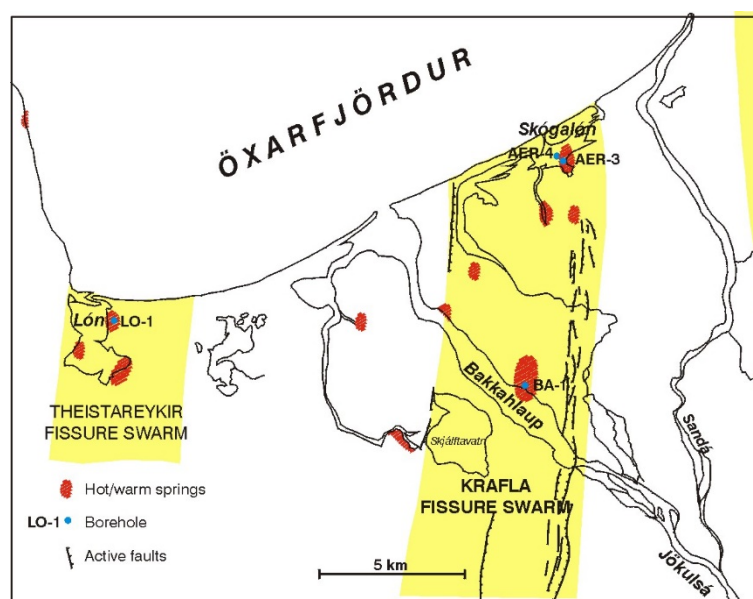 ÖXARFJÖRDUR
Skógalón
AER-4
AER-3
Lón
LO-1
THEISTAREYKIR
FISSURE SWARM
BA-1
Bakkahlaup
Skjálftavatn
KRAFLA
FISSURE SWARM
Sandá
Jökulsá
Hot/warm springs
LO-1 Borehole
Active faults
5 km